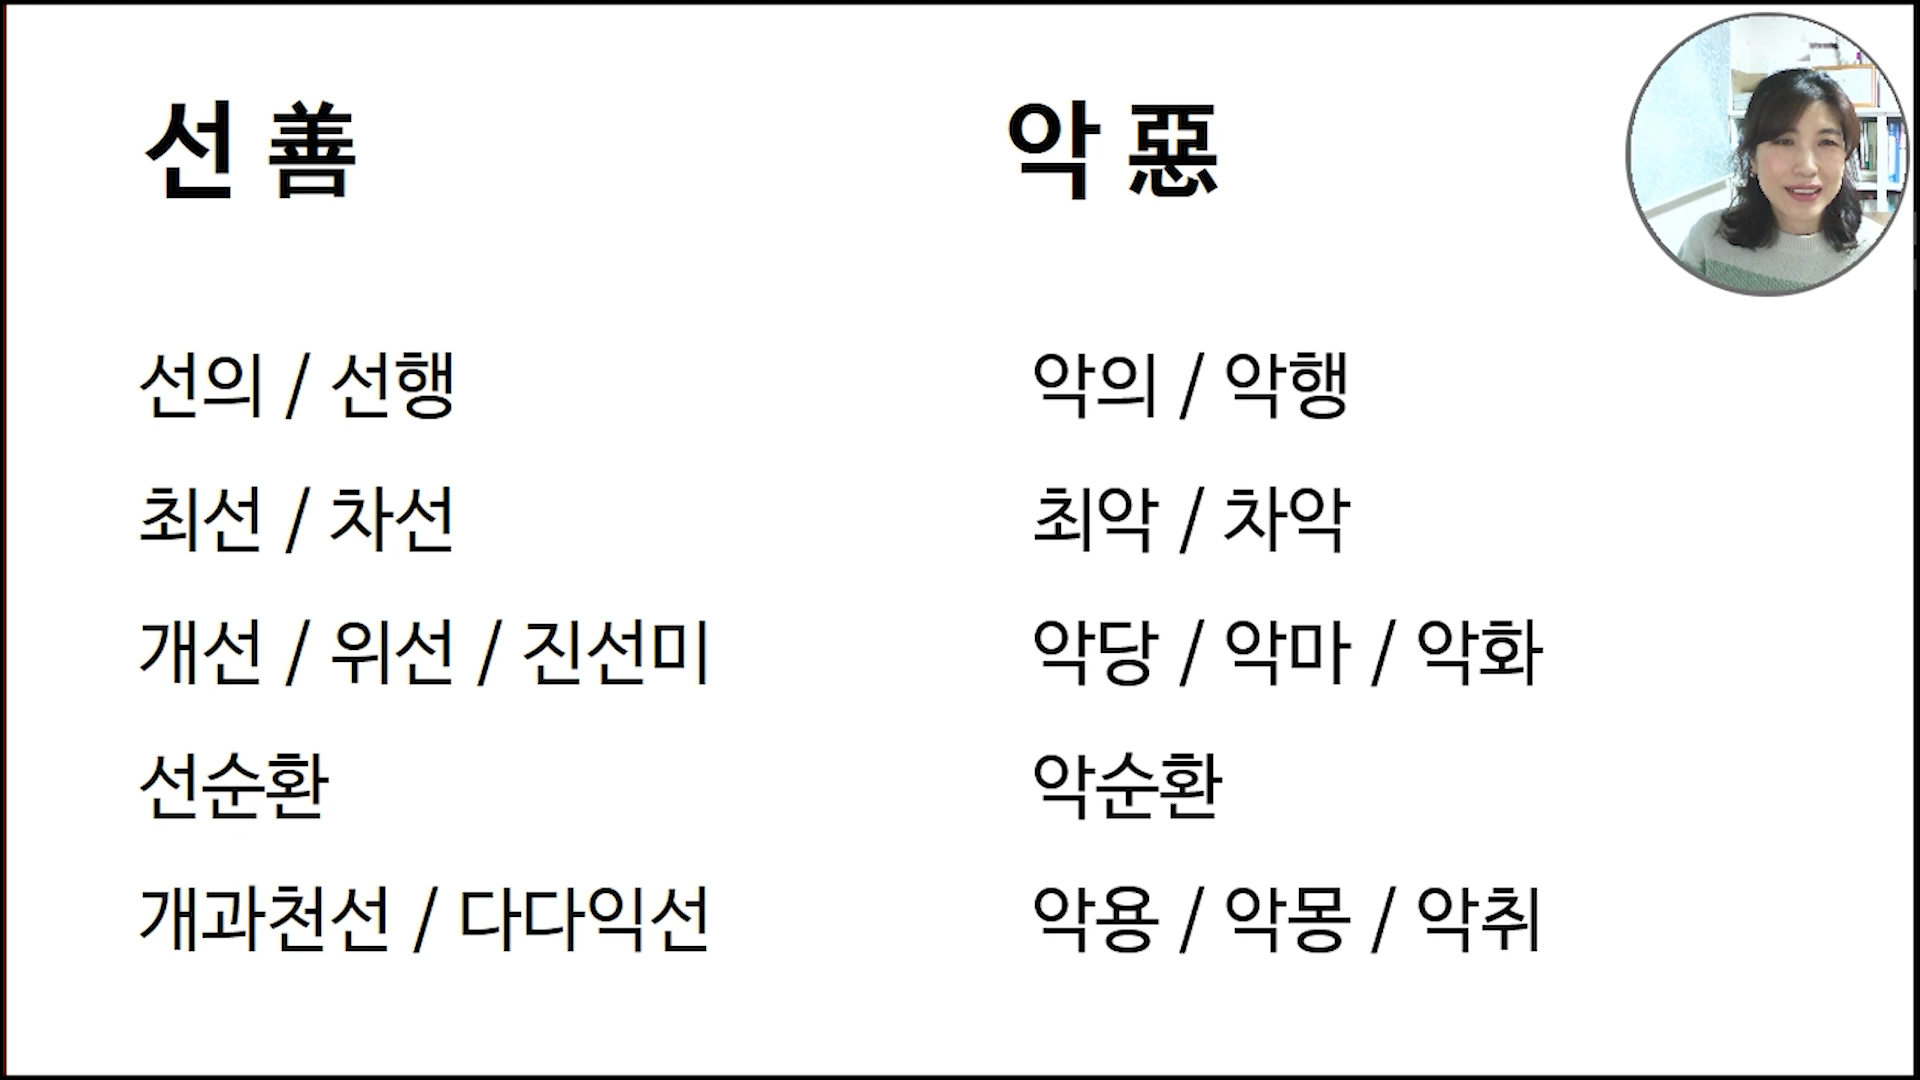 선 善
악 惡
선의 / 선행
악의 / 악행
최선 / 차선
최악 / 차악
개선 / 위선 / 진선미
악당 / 악마 / 악화
선순환
악순환
개과천선 / 다다익선
악용 / 악몽 / 악취